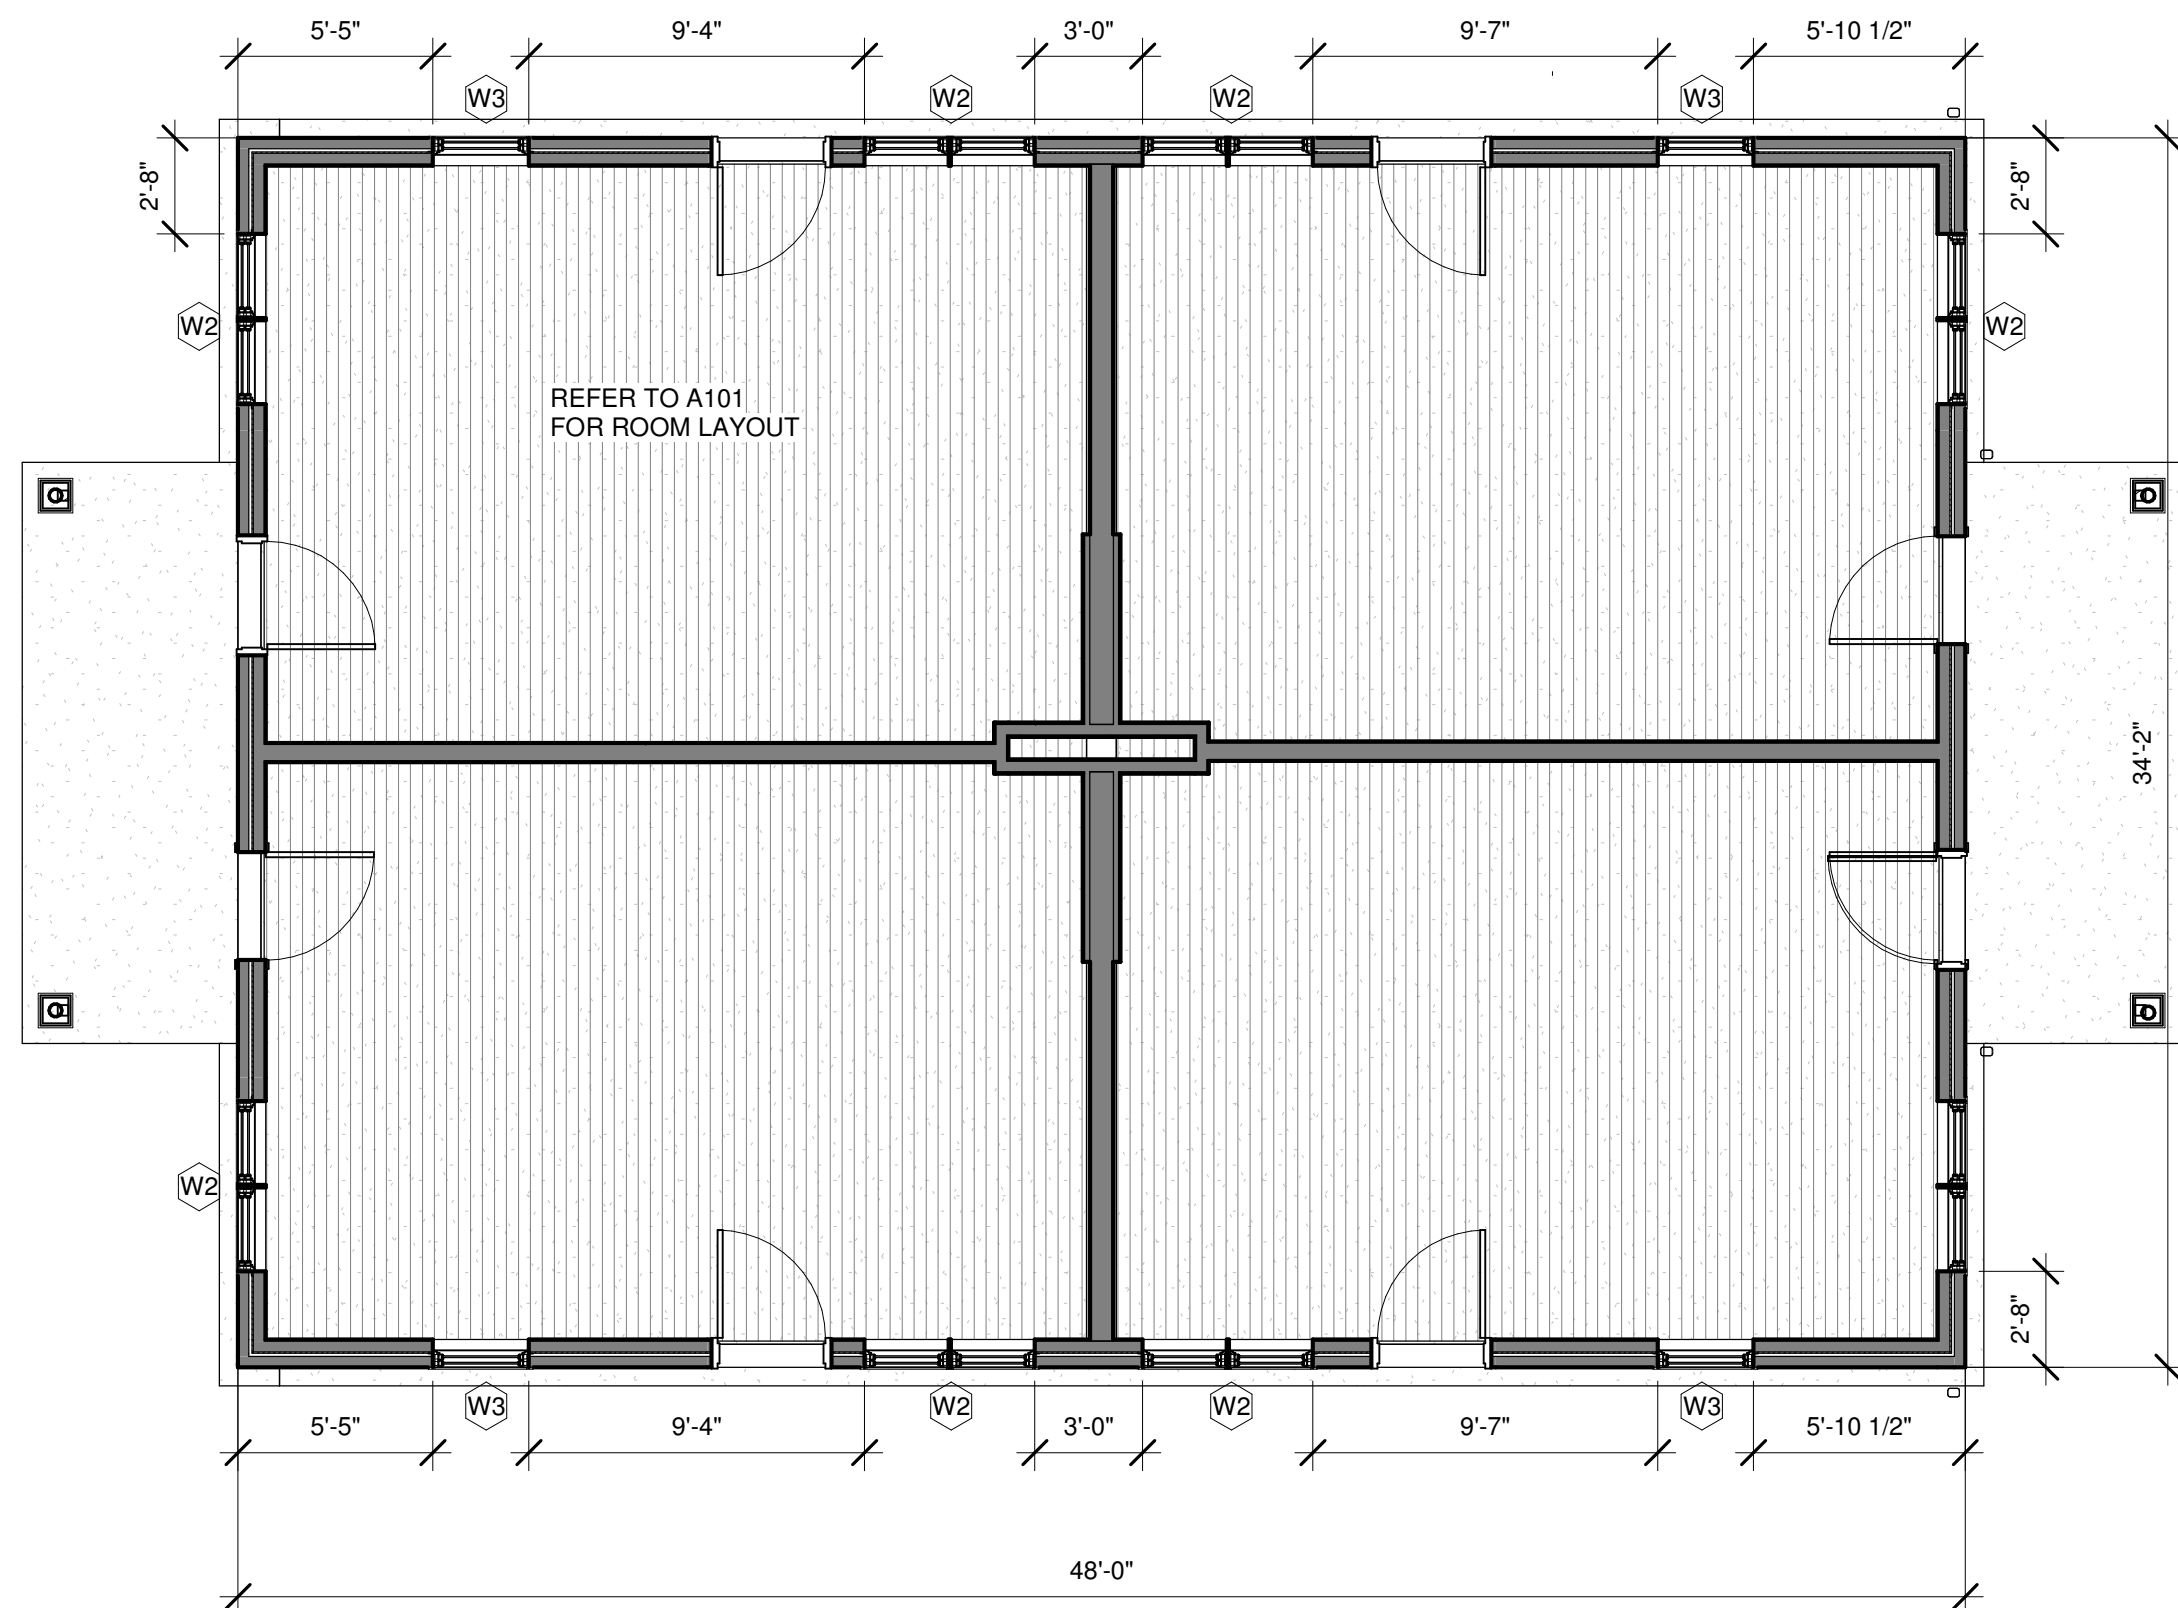 5'-5" 9'-4" 3'-0" 9'-7" 5'-10 1/2"
W3 W2 W2 W3
2'-8" 2'-8"
W2 W2
REFER TO A101
FOR ROOM LAYOUT
34'-2"
W2
2'-8"
W3 W2 W2 W3
5'-5" 9'-4" 3'-0" 9'-7" 5'-10 1/2"
48'-0"